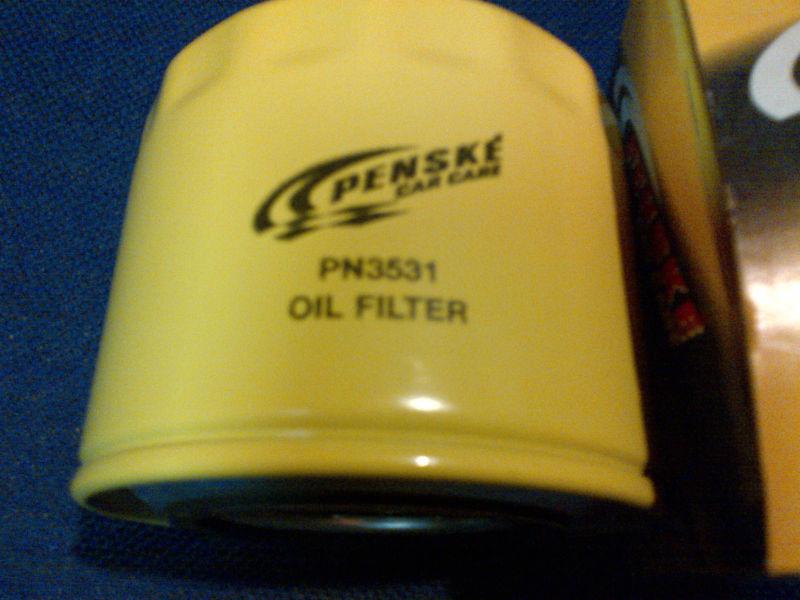 PENSKE
CAR CARE
PN3531
OIL FILTER